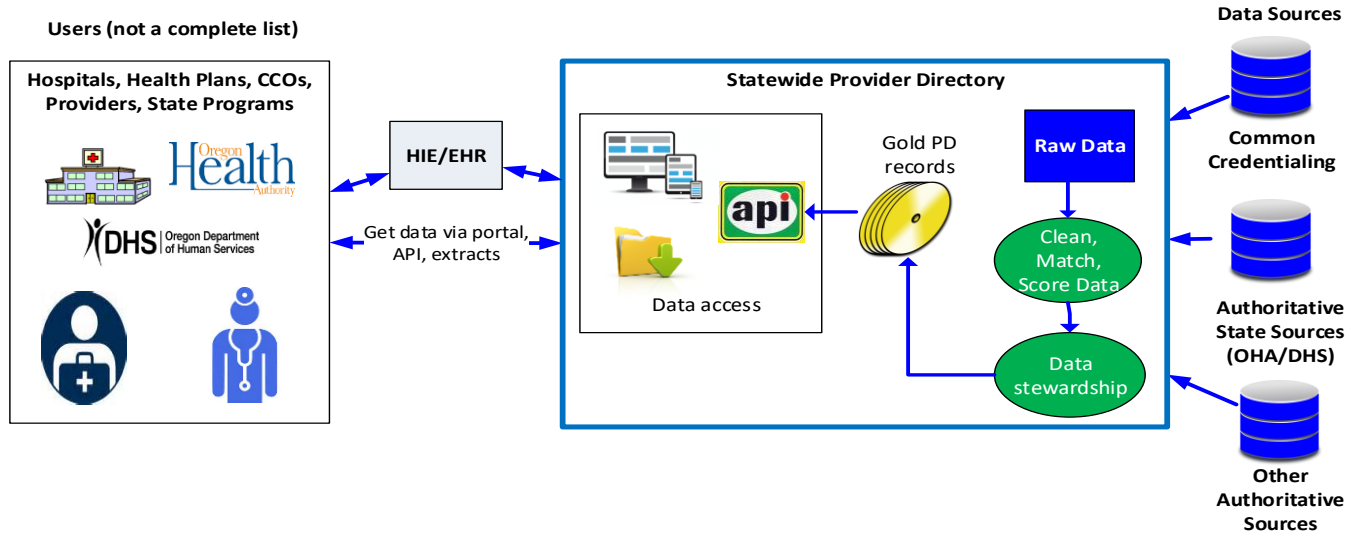 Users (not a complete list)
Hospitals, Health Plans, CCOs,
Providers, State Programs
Oregon
Health
Authority
DHS
Oregon Department
of Human Services
HIE/EHR
Get data via portal,
API, extracts
Statewide Provider Directory
api
Data access
Gold PD
records
Raw Data
Clean,
Match,
Score Data
Data
stewardship
Data Sources
Common
Credentialing
Authoritative
State Sources
(OHA/DHS)
Other
Authoritative
Sources